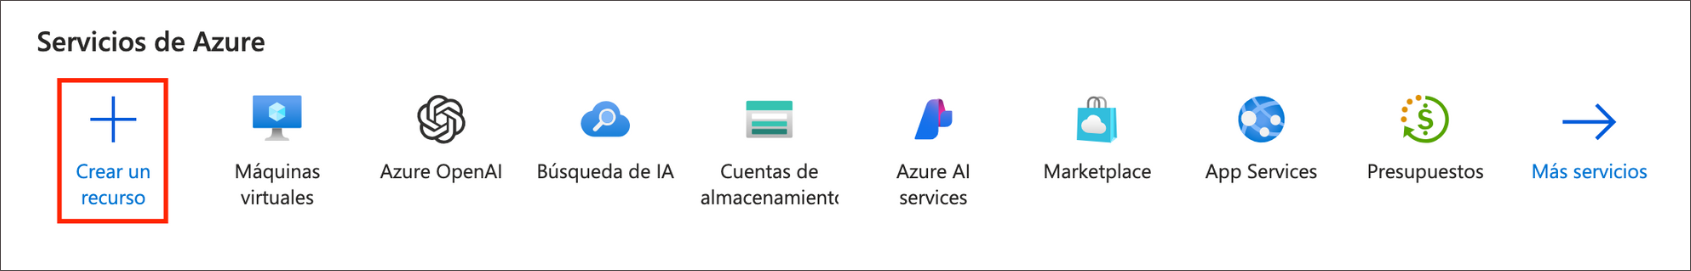 Servicios de Azure
Crear un
recurso
Máquinas
virtuales
Azure OpenAI
Búsqueda de IA
Cuentas de
almacenamiento
Azure AI
services
Marketplace
App Services
Presupuestos
Más servicios